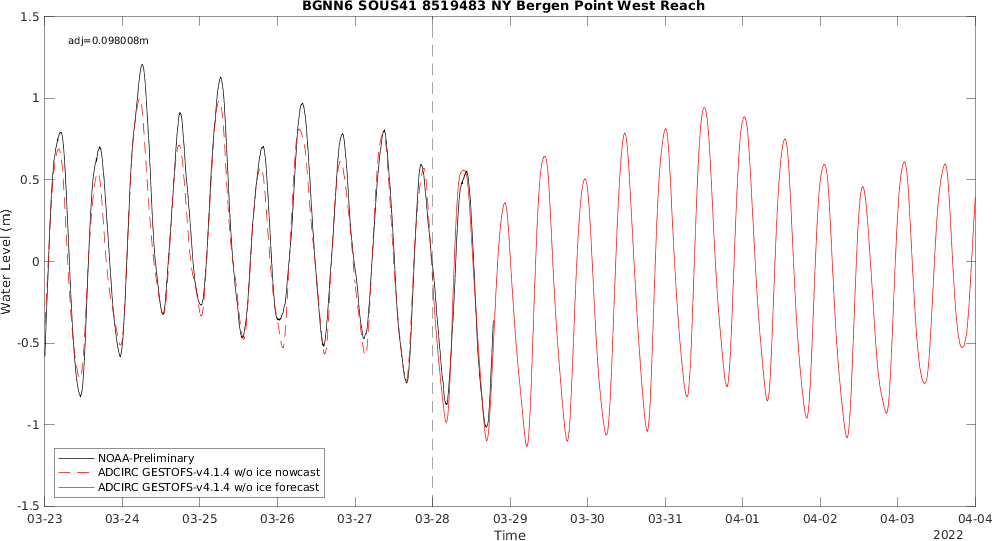 BGNN6 SOUS41 8519483 NY Bergen Point West Reach
1.5
adj=0.098008m
1
0.5
0
-0.5
-1
-1.5
Water Level (m)
NOAA-Preliminary
ADCIRC GESTOFS-v4.1.4 w/o ice nowcast
ADCIRC GESTOFS-v4.1.4 w/o ice forecast
03-23 03-24 03-25 03-26 03-27 03-28 03-29 03-30 03-31 04-01 04-02 04-03 04-04
Time
2022